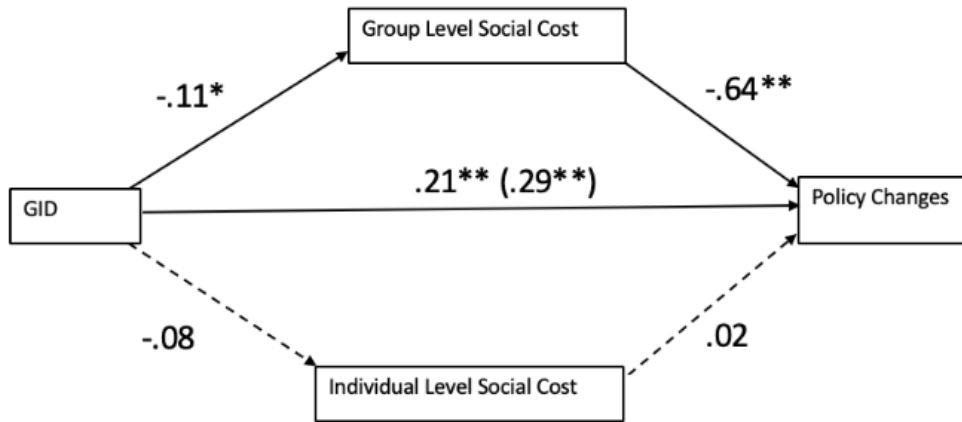 Group Level Social Cost
-.11*
-.64**
.21** (.29**)
GID
Policy Changes
-.08
.02
Individual Level Social Cost